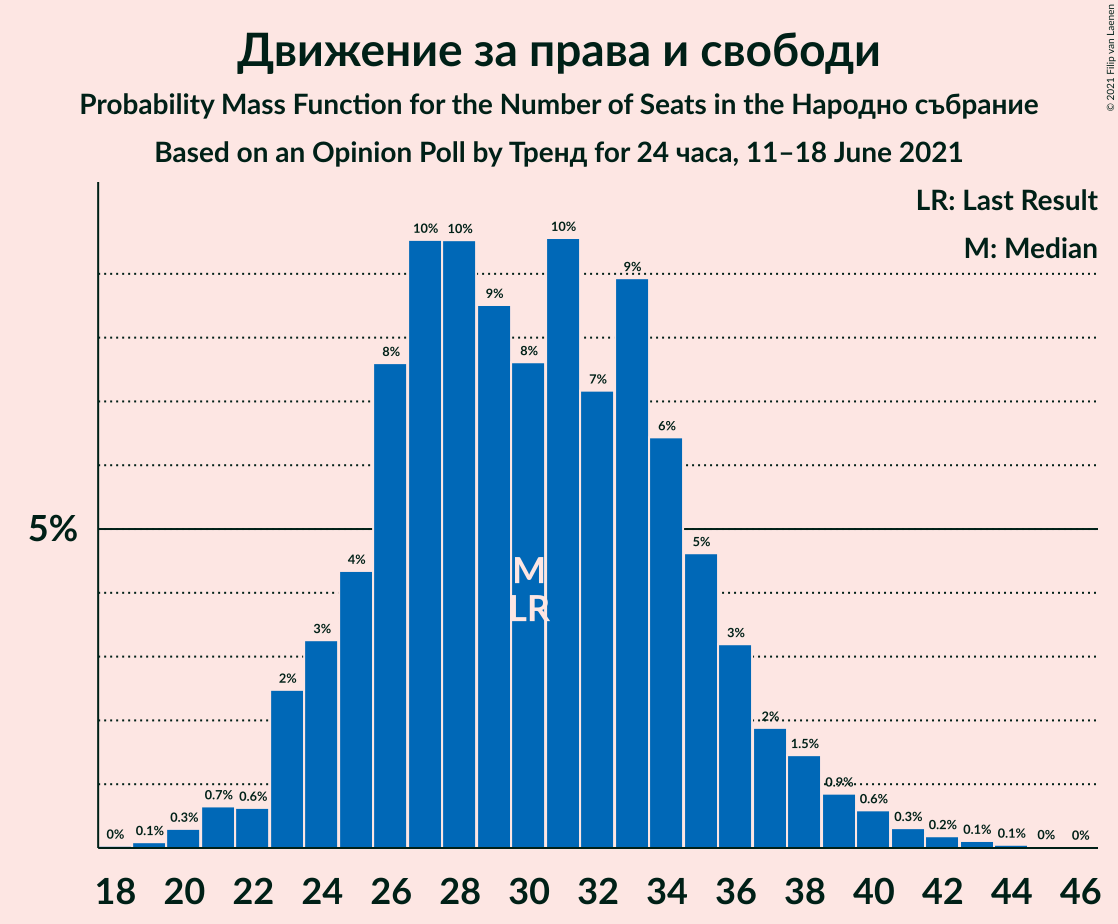 Движение за права и свободи
Probability Mass Function for the Number of Seats in the Народно събрание
Based on an Opinion Poll by Тренд for 24 часа, 11–18 June 2021
© 2021 Filip van Laenen
LR: Last Result
M: Median
5%
0% 0.1% 0.3% 0.7% 0.6% 2% 3% 4% 8% 10% 10% 9% 8% 10% 7% 9% 6% 5% 3% 2% 1.5% 0.9% 0.6% 0.3% 0.2% 0.1% 0.1% 0% 0%
M
LR
18 20 22 24 26 28 30 32 34 36 38 40 42 44 46